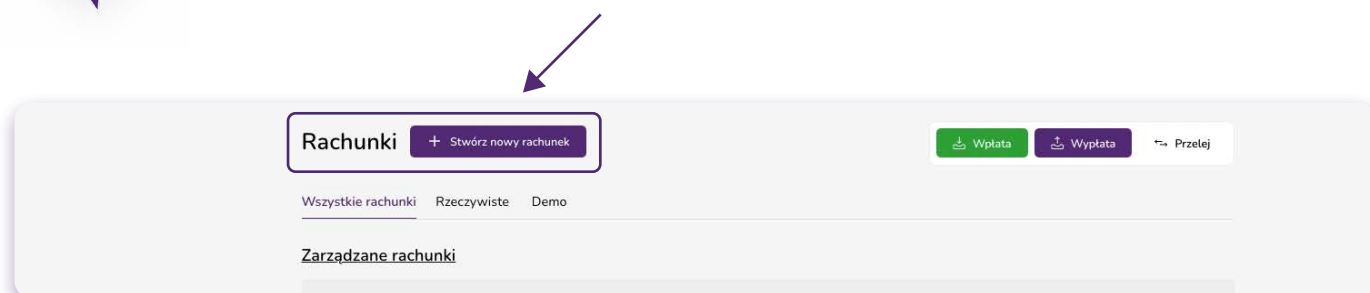 Rachunki + Stwórz nowy rachunek Wpłata Wypłata Przelej
Wszystkie rachunki Rzeczywiste Demo
Zarządzane rachunki